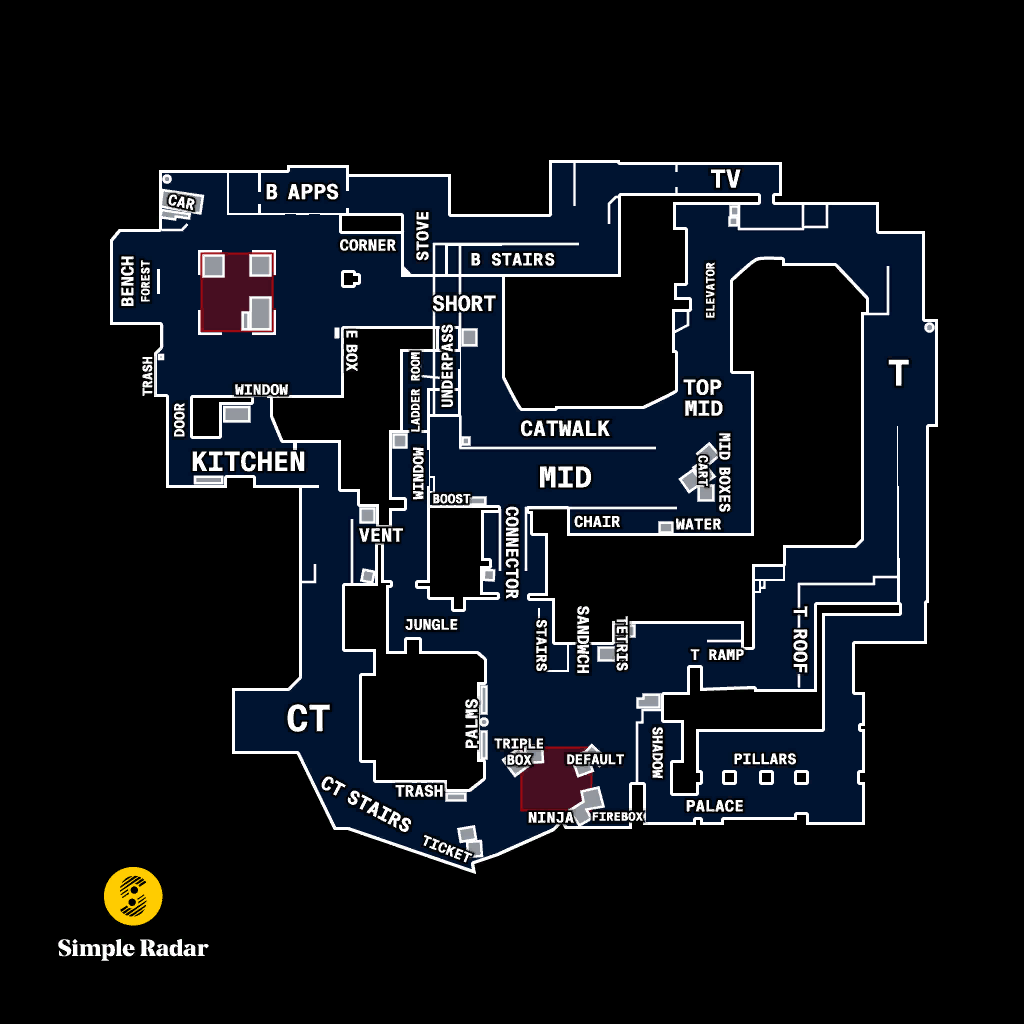 TV
B APPS
CAR
STOVE
CORNER
B STAIRS
BENCH
FOREST
ELEVATOR
SHORT
E BOX
UNDERPASS
TRASH
LADDER ROOM
T
WINDOW
TOP
MID
DOOR
CATWALK
KITCHEN
WINDOW
MID
CART
MID BOXES
BOOST
CHAIR
WATER
VENT
CONNECTOR
JUNGLE
STAIRS
SANDWICH
TETRIS
T RAMP
T-ROOF
CT
PALMS
TRIPLE
BOX
DEFAULT
SHADOW
PILLARS
TRASH
CT STAIRS
PALACE
NINJA
FIREBOX
TICKET
S
Simple Radar